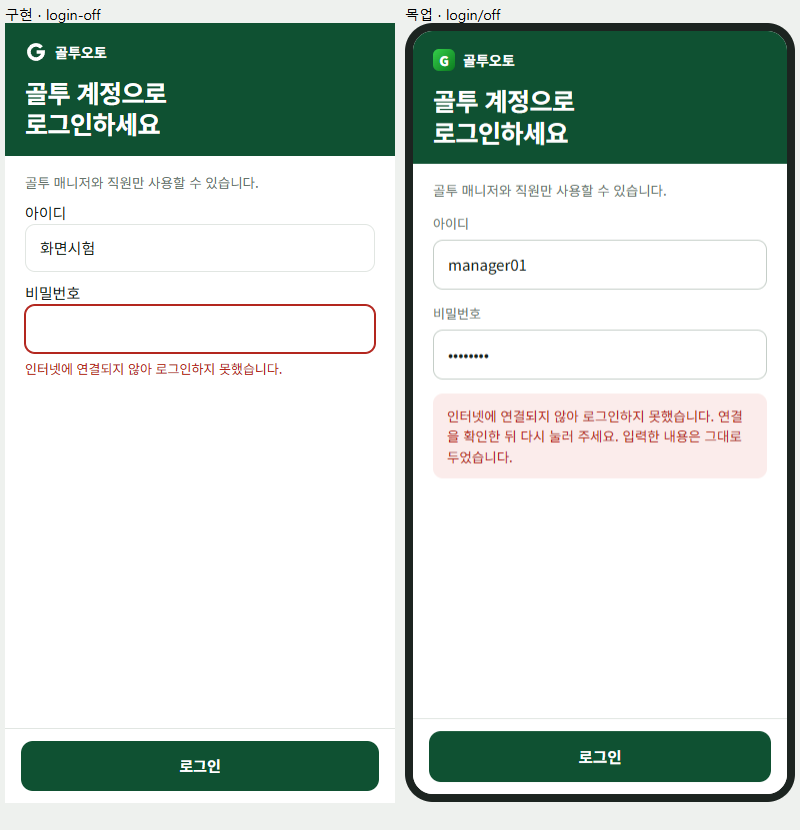 구현 · login-off
G 골투오토
골투 계정으로
로그인하세요
골투 매니저와 직원만 사용할 수 있습니다.
아이디
화면시험
비밀번호
인터넷에 연결되지 않아 로그인하지 못했습니다.
로그인
목업 · login/off
G 골투오토
골투 계정으로
로그인하세요
골투 매니저와 직원만 사용할 수 있습니다.
아이디
manager01
비밀번호
••••••••
인터넷에 연결되지 않아 로그인하지 못했습니다. 연결
을 확인한 뒤 다시 눌러 주세요. 입력한 내용은 그대로
두었습니다.
로그인